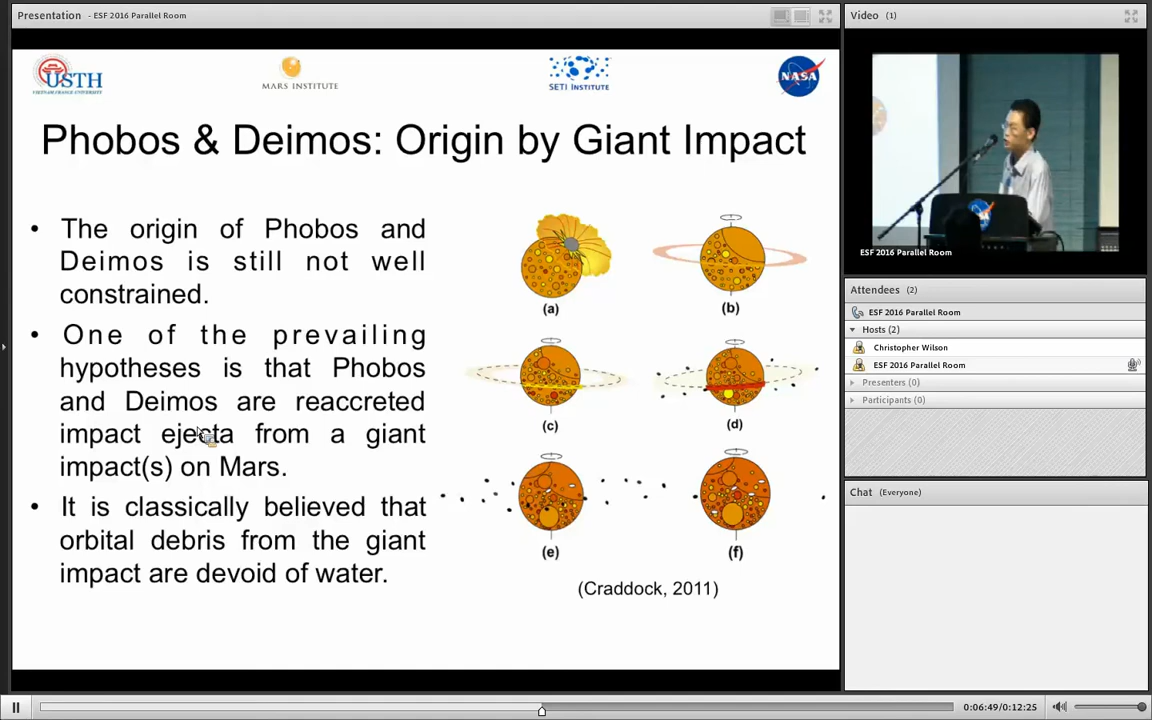 Presentation - ESF 2016 Parallel Room
USTH
VIETNAM FRANCE UNIVERSITY
MARS INSTITUTE
SETI INSTITUTE
NASA
Phobos & Deimos: Origin by Giant Impact
• The origin of Phobos and
Deimos is still not well
constrained.
• One of the prevailing
hypotheses is that Phobos
and Deimos are reaccreted
impact ejecta from a giant
impact(s) on Mars.
• It is classically believed that
orbital debris from the giant
impact are devoid of water.
(a)
(b)
(c)
(d)
(e)
(f)
(Craddock, 2011)
Video (1)
ESF 2016 Parallel Room
Attendees (2)
ESF 2016 Parallel Room
Hosts (2)
Christopher Wilson
ESF 2016 Parallel Room
Presenters (0)
Participants (0)
Chat (Everyone)
0:06:49/0:12:25